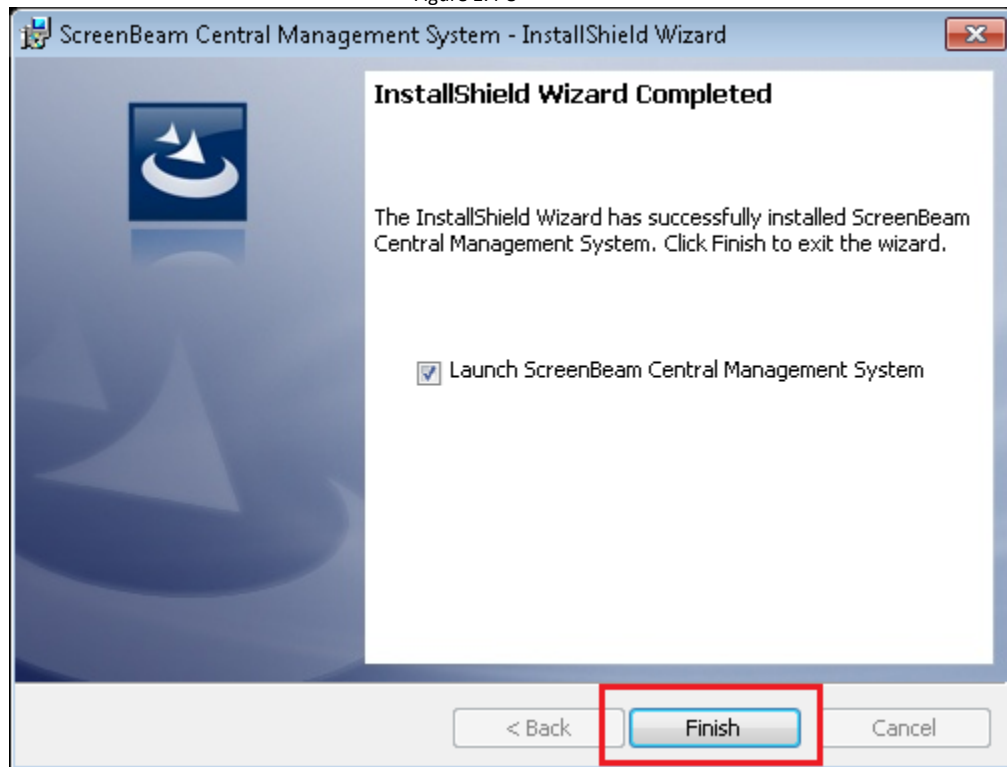 ScreenBeam Central Management System - InstallShield Wizard
InstallShield Wizard Completed
The InstallShield Wizard has successfully installed ScreenBeam
Central Management System. Click Finish to exit the wizard.
Launch ScreenBeam Central Management System
< Back
Finish
Cancel